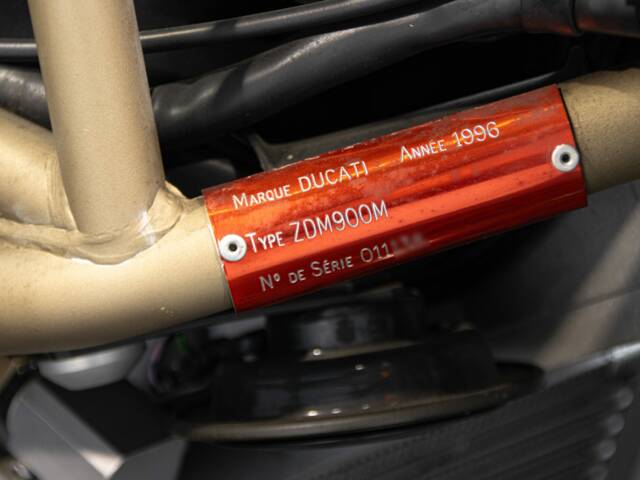 Marque DUCATI Année 1996
Type ZDM900M
N° de Série 011